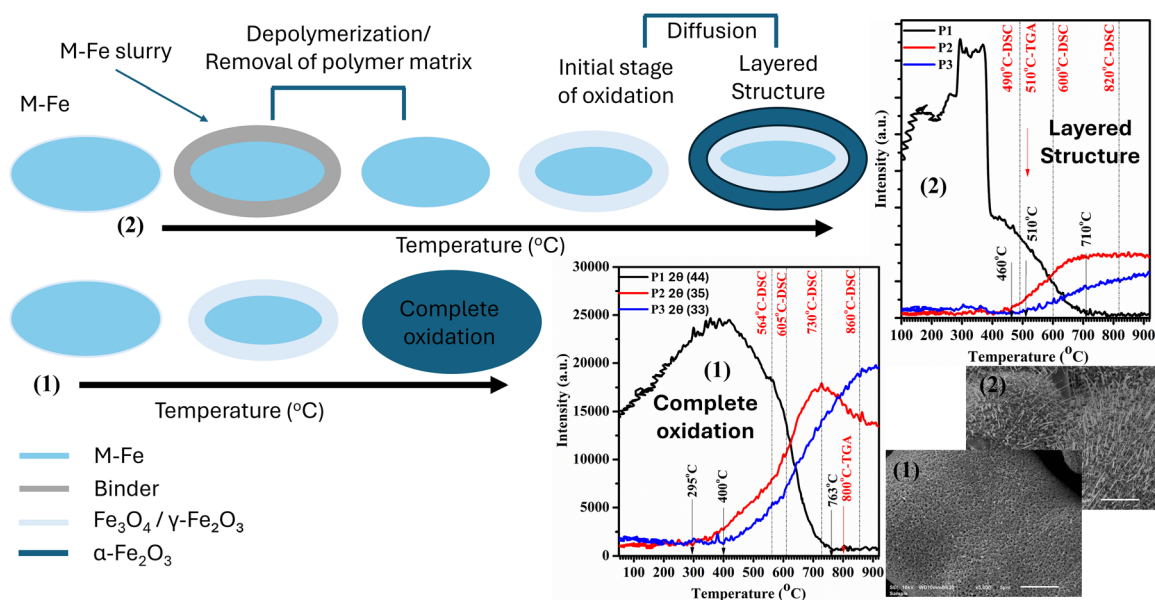 M-Fe slurry
Depolymerization/
Removal of polymer matrix
Diffusion
Initial stage
of oxidation
Layered
Structure
M-Fe
(2)
Temperature (°C)
Complete
oxidation
(1)
Temperature (°C)
M-Fe
Binder
Fe₃O₄ / γ-Fe₂O₃
α-Fe₂O₃
P1
P2
P3
490°C-DSC
510°C-TGA
600°C-DSC
820°C-DSC
Layered
Structure
(2)
460°C
510°C
710°C
Intensity (a.u.)
100 200 300 400 500 600 700 800 900
Temperature (°C)
30000
25000
20000
15000
10000
5000
0
P1 2θ (44)
P2 2θ (35)
P3 2θ (33)
564°C-DSC
605°C-DSC
730°C-DSC
860°C-DSC
(1)
Complete
oxidation
295°C
400°C
763°C
800°C-TGA
Intensity (a.u.)
100 200 300 400 500 600 700 800 900
Temperature (°C)
(2)
(1)